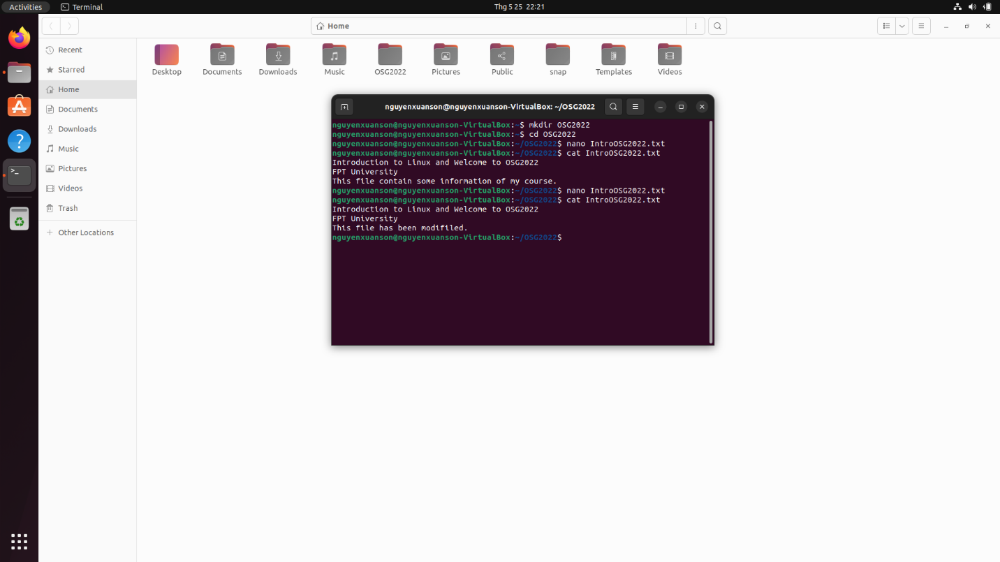 Activities
Terminal
Thg 5 25 22:21
Home
Recent
Starred
Home
Documents
Downloads
Music
Pictures
Videos
Trash
Other Locations
Desktop
Documents
Downloads
Music
OSG2022
Pictures
Public
snap
Templates
Videos
nguyenxuanson@nguyenxuanson-VirtualBox: ~/OSG2022
nguyenxuanson@nguyenxuanson-VirtualBox:~$ mkdir OSG2022
nguyenxuanson@nguyenxuanson-VirtualBox:~$ cd OSG2022
nguyenxuanson@nguyenxuanson-VirtualBox:~/OSG2022$ nano IntroOSG2022.txt
nguyenxuanson@nguyenxuanson-VirtualBox:~/OSG2022$ cat IntroOSG2022.txt
Introduction to Linux and Welcome to OSG2022
FPT University
This file contain some information of my course.
nguyenxuanson@nguyenxuanson-VirtualBox:~/OSG2022$ nano IntroOSG2022.txt
nguyenxuanson@nguyenxuanson-VirtualBox:~/OSG2022$ cat IntroOSG2022.txt
Introduction to Linux and Welcome to OSG2022
FPT University
This file has been modifiled.
nguyenxuanson@nguyenxuanson-VirtualBox:~/OSG2022$